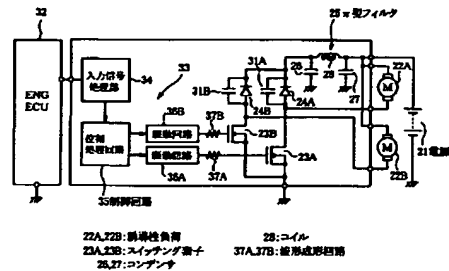 32
25 π型フィルタ
ENG
ECU
入力信号
処理部
34
33
31A
31B
26
28
27
22A
M
24B
24A
制御
処理回路
36B
駆動回路
37B
23B
駆動回路
36A
37A
23A
35制御回路
M
22B
21電源
22A,22B:誘導性負荷
28:コイル
23A,23B:スイッチング素子
37A,37B:波形成形回路
26,27:コンデンサ